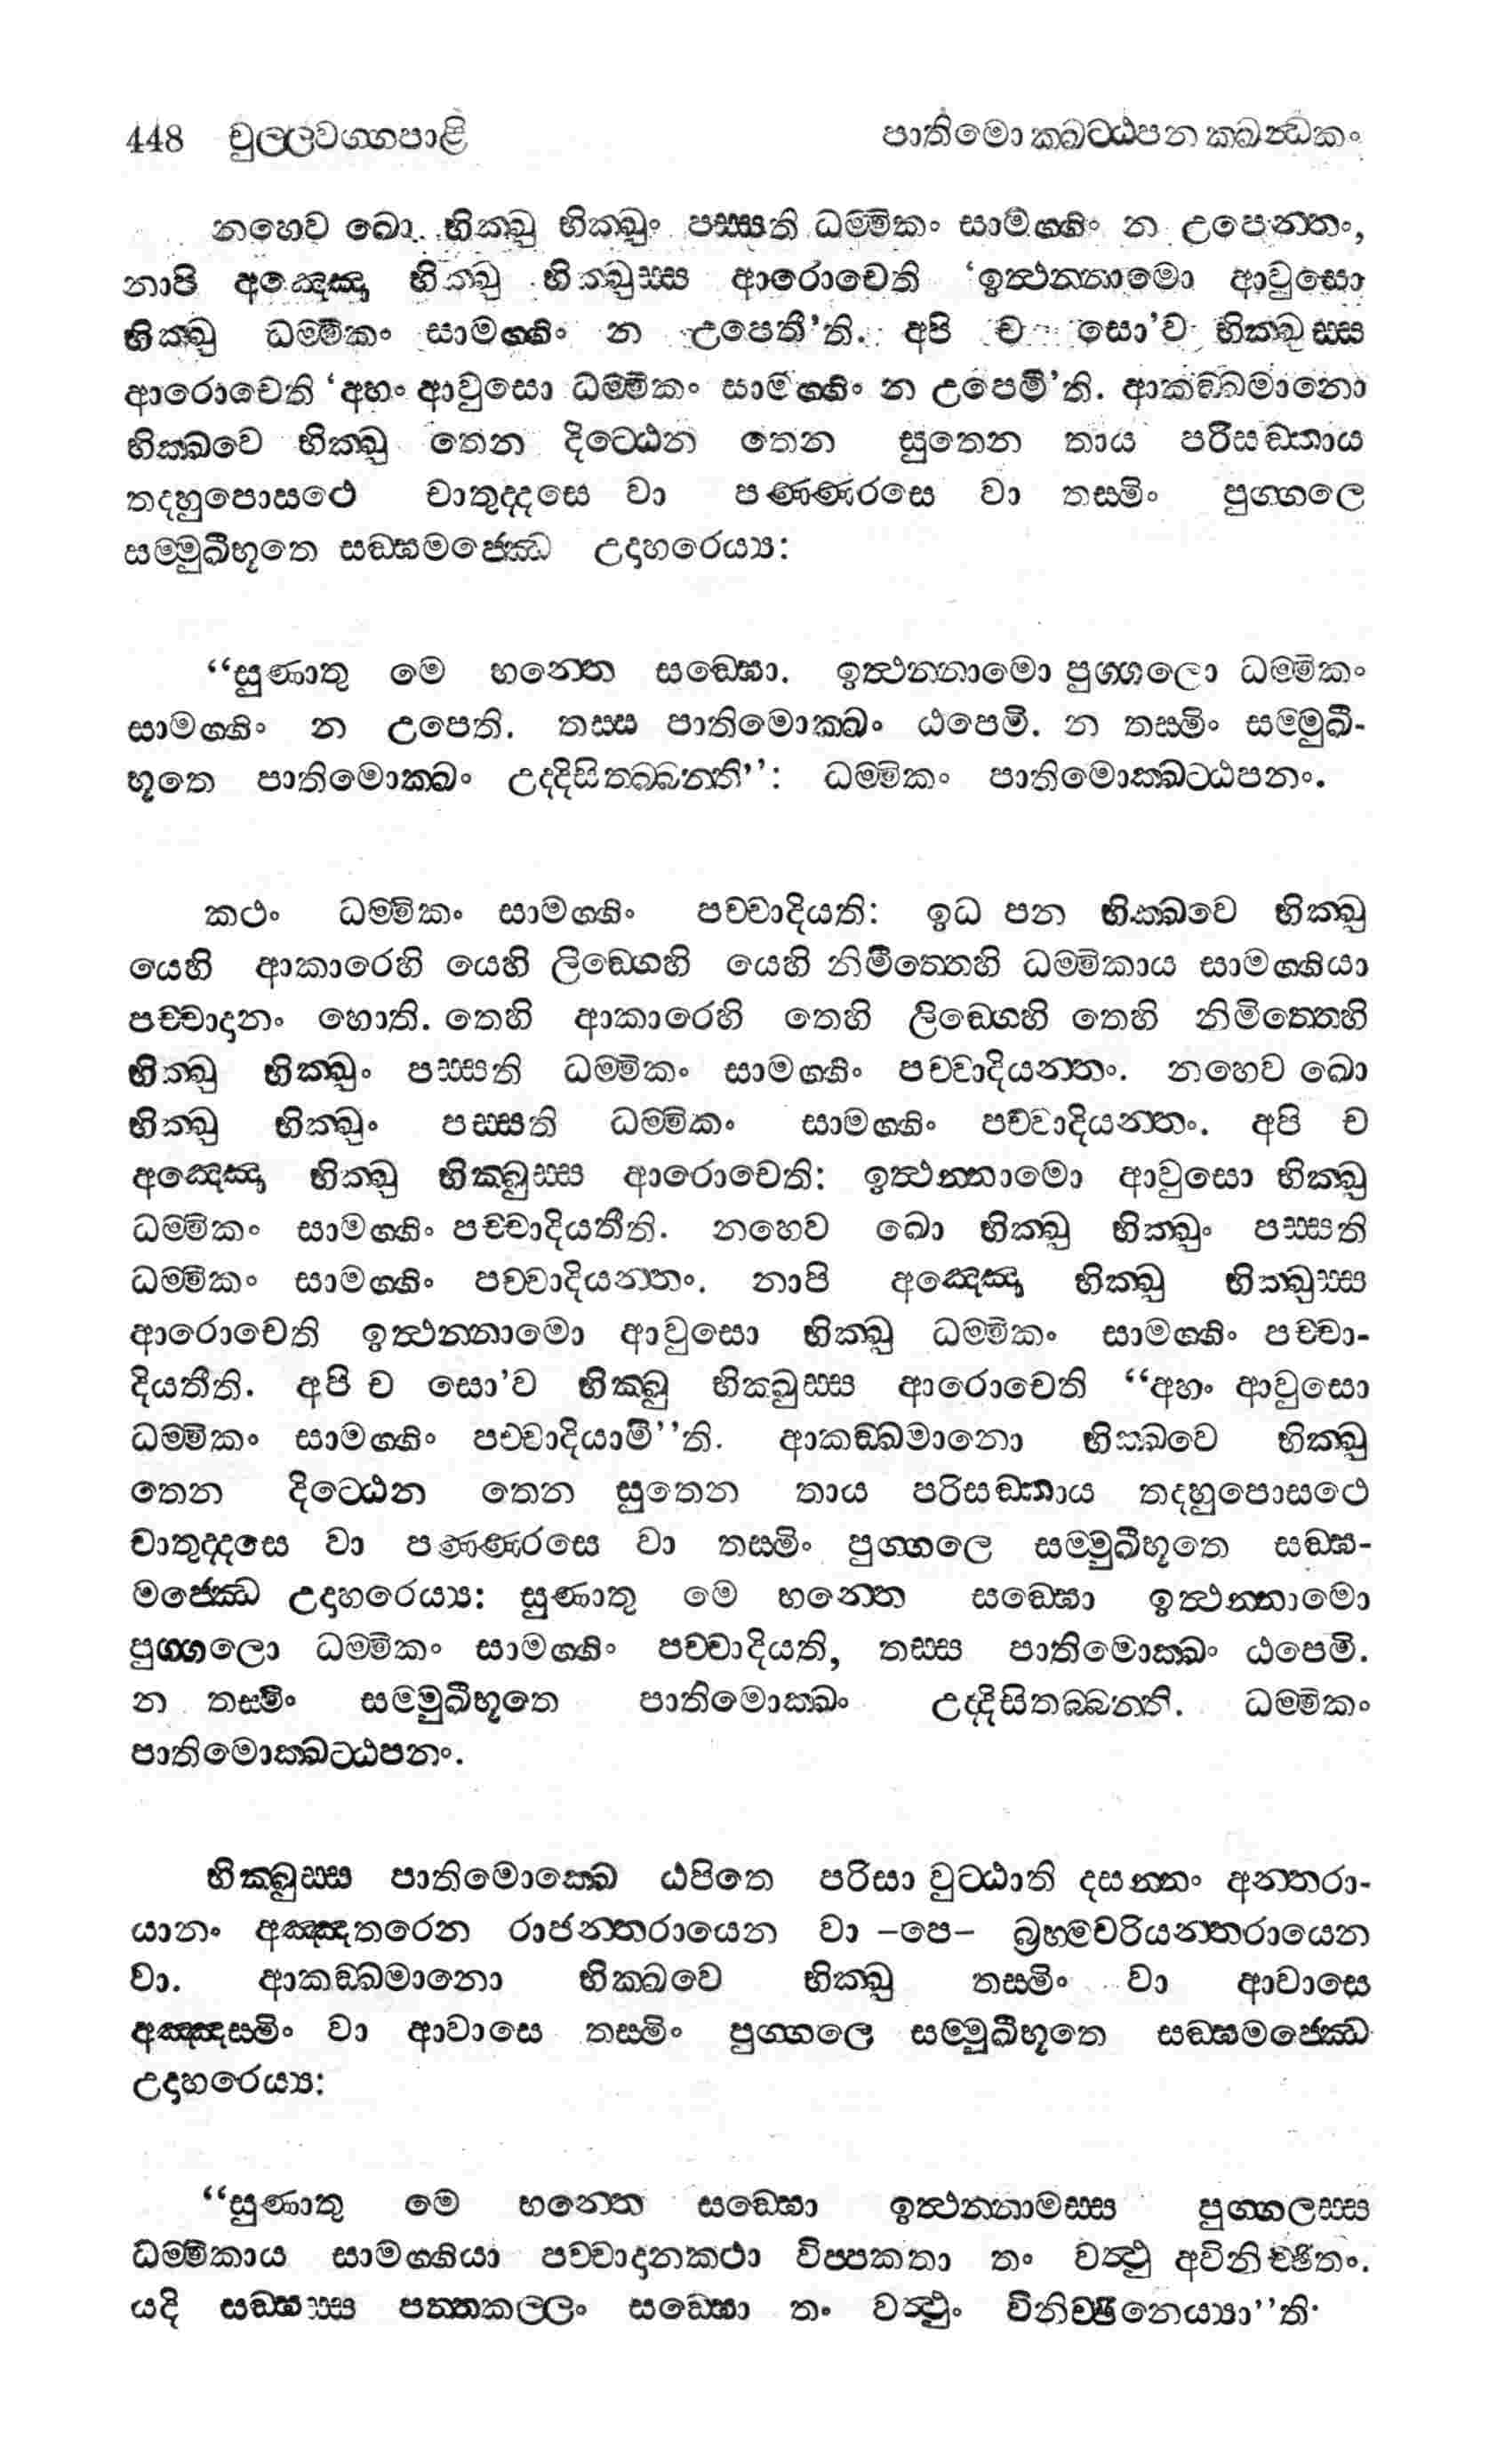 448 චුල්ලවග්ගපාළි පාතිමොක්ඛට්ඨපනක්ඛන්ධකං
නහෙව ඛො භික්ඛු භික්ඛුං පස්සති ධම්මිකං සාමග්ගිං න උපෙන්තං,
නාපි අඤ්ඤො භික්ඛු භික්ඛුස්ස ආරොචෙති ‘ඉත්ථන්නාමො ආවුසො
භික්ඛු ධම්මිකං සාමග්ගිං න උපෙතී’ති. අපි ච සො’ව භික්ඛුස්ස
ආරොචෙති ‘අහං ආවුසො ධම්මිකං සාමග්ගිං න උපෙමී’ති. ආකඞ්ඛමානො
භික්ඛවෙ භික්ඛු තෙන දිට්ඨෙන තෙන සුතෙන තාය පරිසඞ්කාය
තදහුපොසථෙ චාතුද්දසෙ වා පණ්ණරසෙ වා තස්මිං පුග්ගලෙ
සම්මුඛීභූතෙ සඞ්ඝමජ්ඣෙ උදාහරෙය්‍ය:
‘‘සුණාතු මෙ භන්තෙ සඞ්ඝො. ඉත්ථන්නාමො පුග්ගලො ධම්මිකං
සාමග්ගිං න උපෙති. තස්ස පාතිමොක්ඛං ඨපෙමි. න තස්මිං සම්මුඛී-
භූතෙ පාතිමොක්ඛං උද්දිසිතබ්බන්ති’’: ධම්මිකං පාතිමොක්ඛට්ඨපනං.
කථං ධම්මිකං සාමග්ගිං පච්චාදියති: ඉධ පන භික්ඛවෙ භික්ඛු
යෙහි ආකාරෙහි යෙහි ලිඞ්ගෙහි යෙහි නිමිත්තෙහි ධම්මිකාය සාමග්ගියා
පච්චාදානං හොති. තෙහි ආකාරෙහි තෙහි ලිඞ්ගෙහි තෙහි නිමිත්තෙහි
භික්ඛු භික්ඛුං පස්සති ධම්මිකං සාමග්ගිං පච්චාදියන්තං. නහෙව ඛො
භික්ඛු භික්ඛුං පස්සති ධම්මිකං සාමග්ගිං පච්චාදියන්තං. අපි ච
අඤ්ඤො භික්ඛු භික්ඛුස්ස ආරොචෙති: ඉත්ථන්නාමො ආවුසො භික්ඛු
ධම්මිකං සාමග්ගිං පච්චාදියතීති. නහෙව ඛො භික්ඛු භික්ඛුං පස්සති
ධම්මිකං සාමග්ගිං පච්චාදියන්තං. නාපි අඤ්ඤො භික්ඛු භික්ඛුස්ස
ආරොචෙති ඉත්ථන්නාමො ආවුසො භික්ඛු ධම්මිකං සාමග්ගිං පච්චා-
දියතීති. අපි ච සො’ව භික්ඛු භික්ඛුස්ස ආරොචෙති ‘‘අහං ආවුසො
ධම්මිකං සාමග්ගිං පච්චාදියාමී’’ති. ආකඞ්ඛමානො භික්ඛවෙ භික්ඛු
තෙන දිට්ඨෙන තෙන සුතෙන තාය පරිසඞ්කාය තදහුපොසථෙ
චාතුද්දසෙ වා පණ්ණරසෙ වා තස්මිං පුග්ගලෙ සම්මුඛීභූතෙ සඞ්ඝ-
මජ්ඣෙ උදාහරෙය්‍ය: සුණාතු මෙ භන්තෙ සඞ්ඝො ඉත්ථන්නාමො
පුග්ගලො ධම්මිකං සාමග්ගිං පච්චාදියති, තස්ස පාතිමොක්ඛං ඨපෙමි.
න තස්මිං සම්මුඛීභූතෙ පාතිමොක්ඛං උද්දිසිතබ්බන්ති. ධම්මිකං
පාතිමොක්ඛට්ඨපනං.
භික්ඛුස්ස පාතිමොක්ඛෙ ඨපිතෙ පරිසා වුට්ඨාති දසන්නං අන්තරා-
යානං අඤ්ඤතරෙන රාජන්තරායෙන වා –පෙ– බ්‍රහ්මචරියන්තරායෙන
වා. ආකඞ්ඛමානො භික්ඛවෙ භික්ඛු තස්මිං වා ආවාසෙ
අඤ්ඤස්මිං වා ආවාසෙ තස්මිං පුග්ගලෙ සම්මුඛීභූතෙ සඞ්ඝමජ්ඣෙ
උදාහරෙය්‍ය:
‘‘සුණාතු මෙ භන්තෙ සඞ්ඝො ඉත්ථන්නාමස්ස පුග්ගලස්ස
ධම්මිකාය සාමග්ගියා පච්චාදානකථා විප්පකතා තං වත්ථු අවිනිච්ඡිතං.
යදි සඞ්ඝස්ස පත්තකල්ලං සඞ්ඝො තං වත්ථුං විනිච්ඡිනෙය්‍යා’’ති.